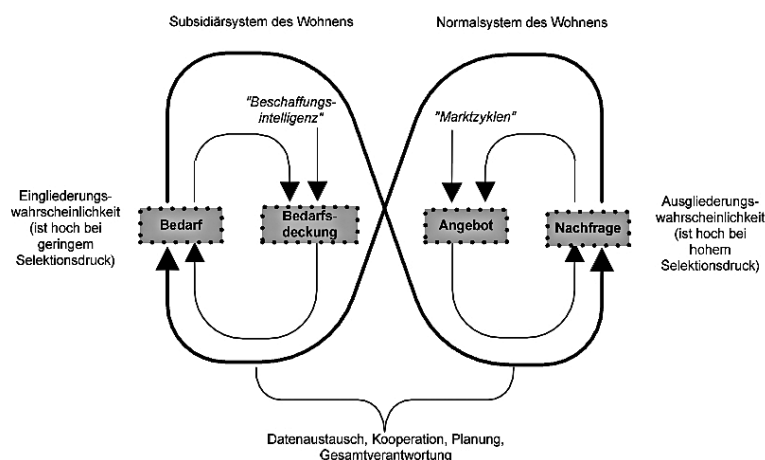 Subsidiärsystem des Wohnens
Normalsystem des Wohnens
"Beschaffungs-
intelligenz"
"Marktzyklen"
Eingliederungs-
wahrscheinlichkeit
(ist hoch bei
geringem
Selektionsdruck)
Bedarf
Bedarfs-
deckung
Angebot
Nachfrage
Ausgliederungs-
wahrscheinlichkeit
(ist hoch bei
hohem
Selektionsdruck)
Datenaustausch, Kooperation, Planung,
Gesamtverantwortung